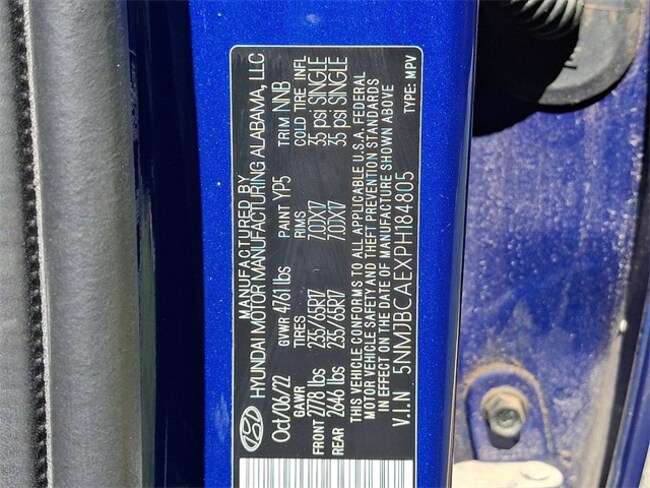 MANUFACTURED BY
HYUNDAI MOTOR MANUFACTURING ALABAMA, LLC
Oct/06/22 GVWR 4761 lbs PAINT YP5 TRIM NNB
GAWR TIRES RIMS COLD TIRE INFL
FRONT 2778 lbs 235/65R17 7.0JX17 35 psi SINGLE
REAR 2646 lbs 235/65R17 7.0JX17 35 psi SINGLE
THIS VEHICLE CONFORMS TO ALL APPLICABLE U.S.A. FEDERAL
MOTOR VEHICLE SAFETY AND THEFT PREVENTION STANDARDS
IN EFFECT ON THE DATE OF MANUFACTURE SHOWN ABOVE
V.I.N 5NMJBCAEXPH184805 TYPE: MPV